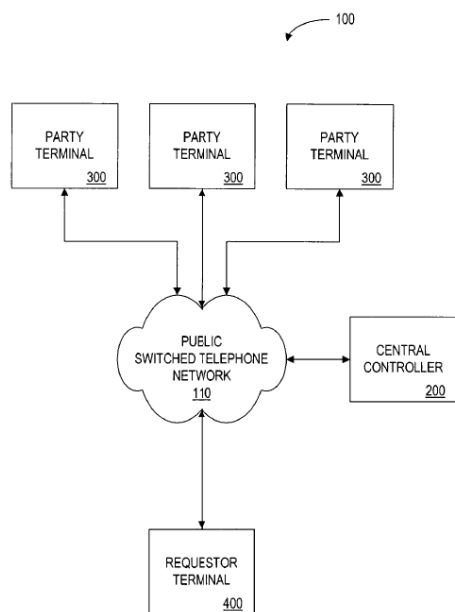 100
PARTY
TERMINAL
300
PARTY
TERMINAL
300
PARTY
TERMINAL
300
PUBLIC
SWITCHED TELEPHONE
NETWORK
110
CENTRAL
CONTROLLER
200
REQUESTOR
TERMINAL
400